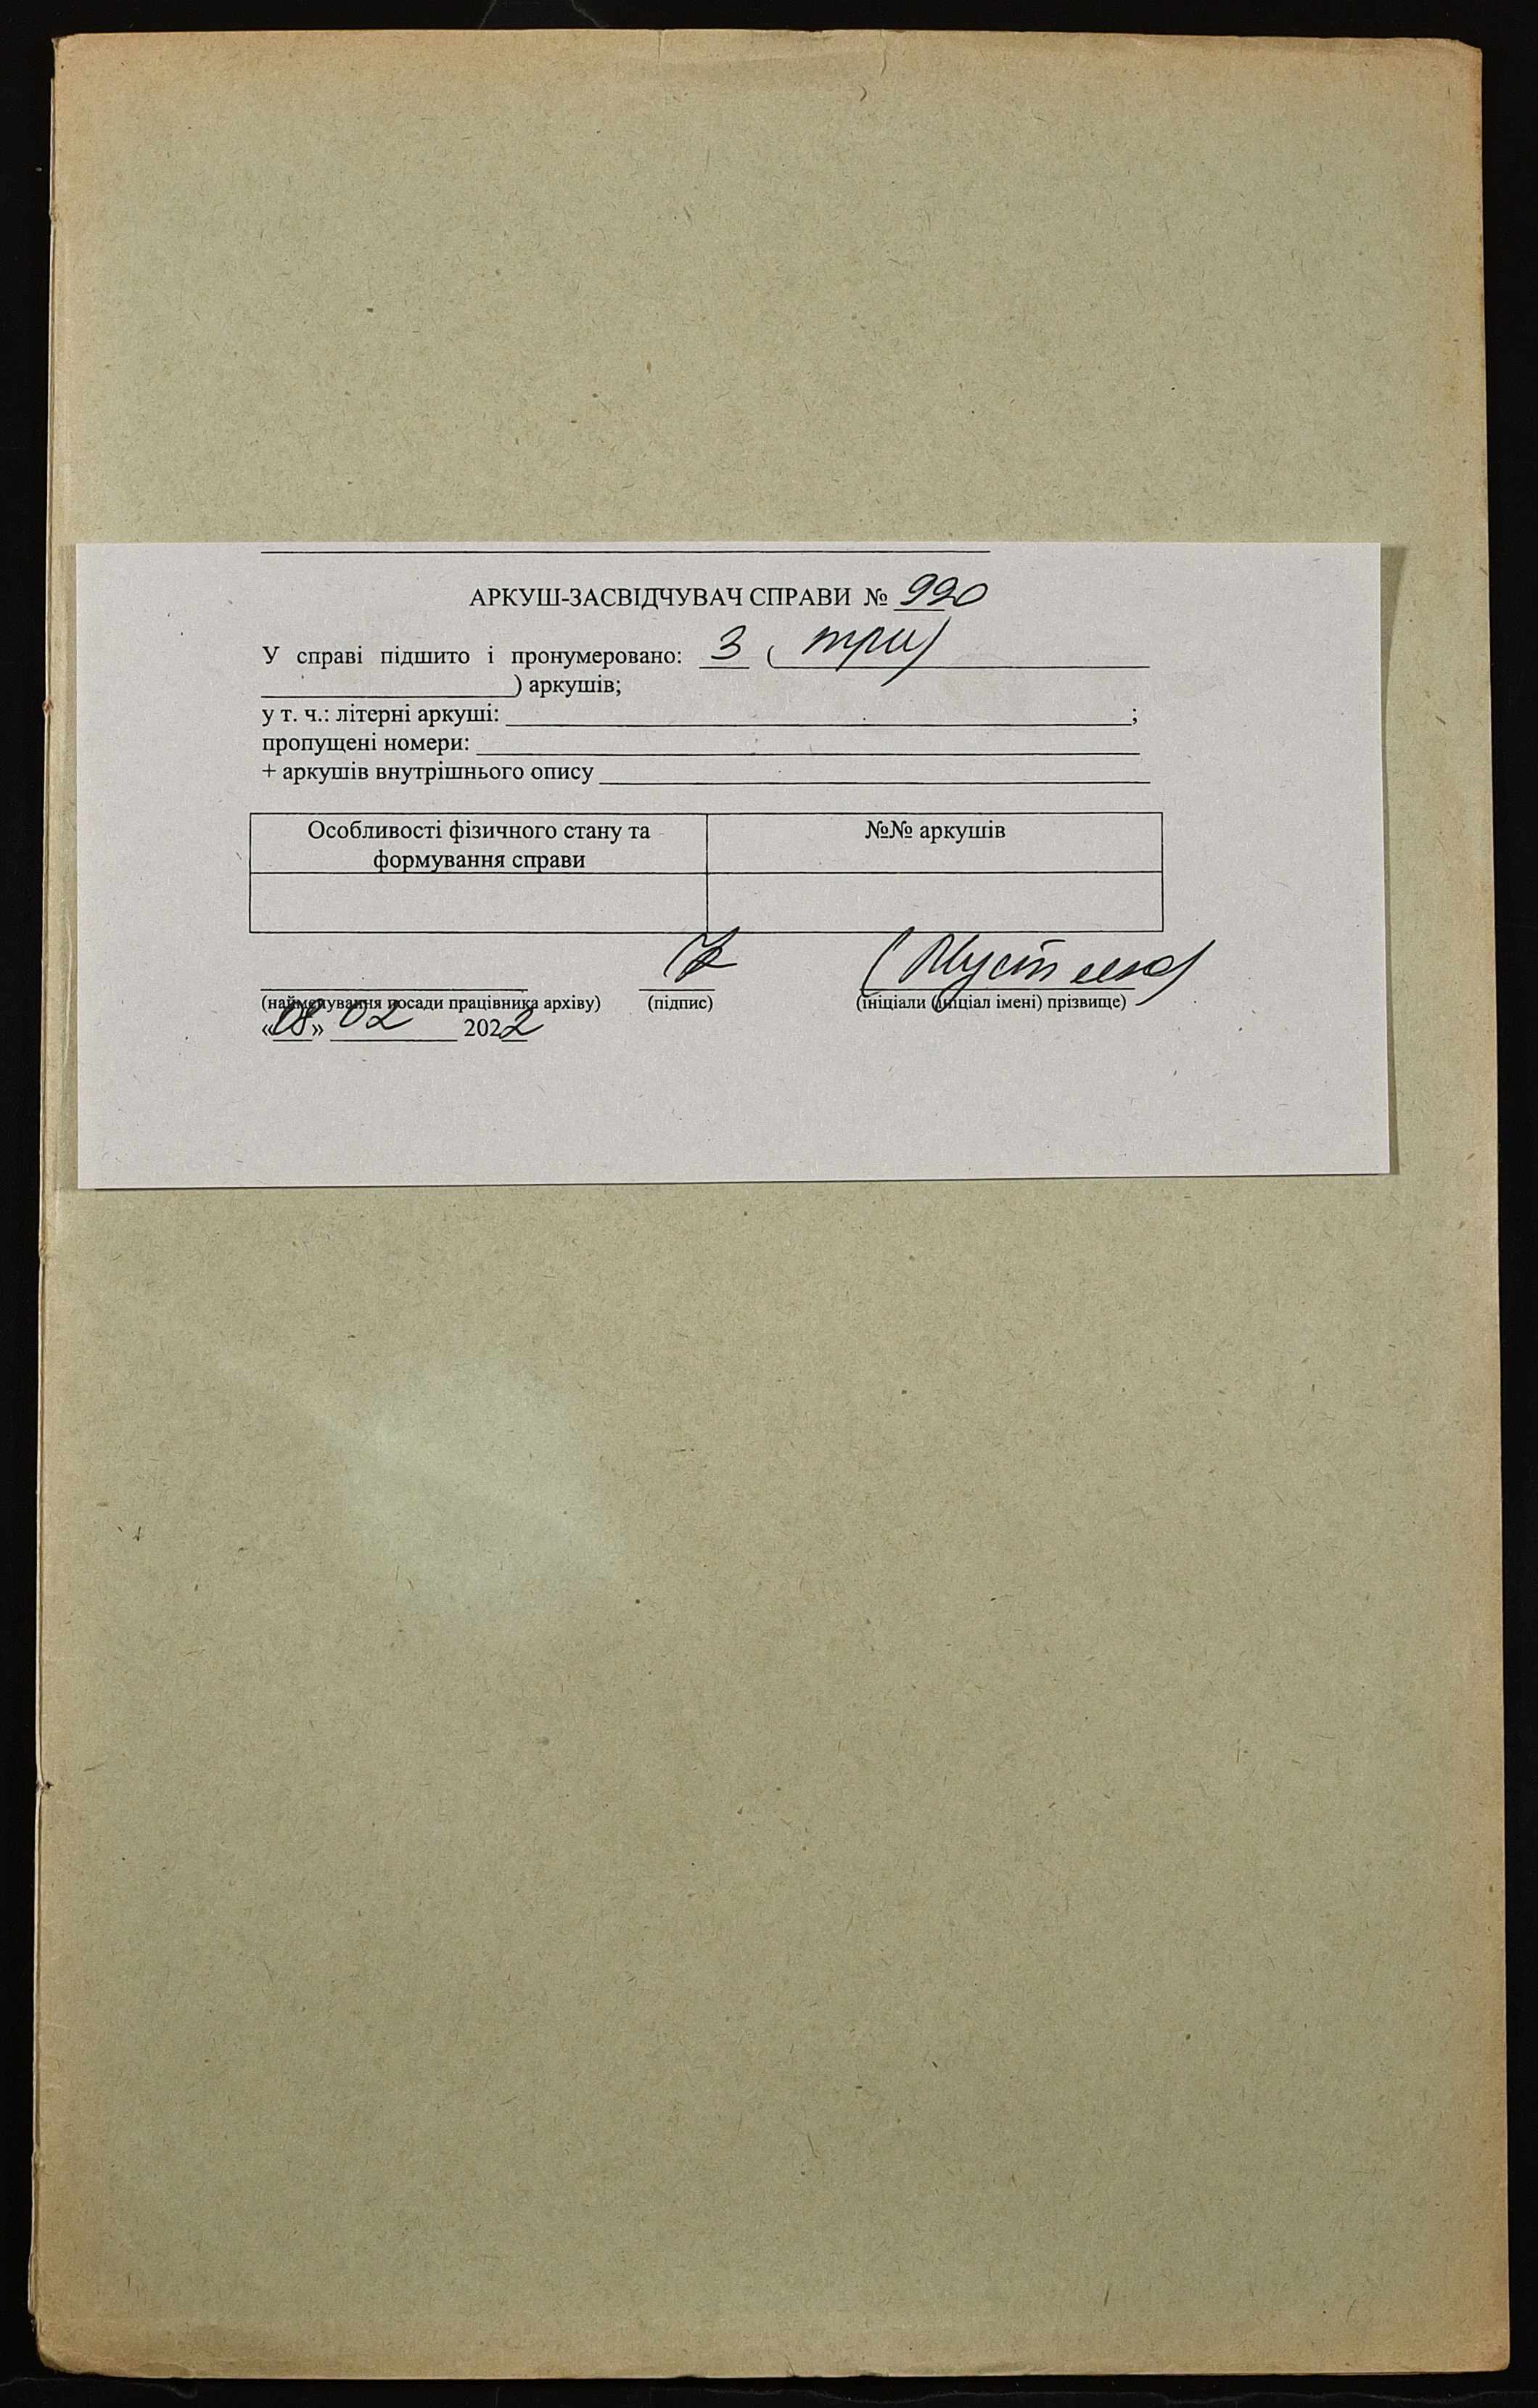 АРКУШ-ЗАСВІДЧУВАЧ СПРАВИ № 990
У справі підшито і пронумеровано: 3 ( три)
) аркушів;
у т. ч.: літерні аркуші: ;
пропущені номери:
+ аркушів внутрішнього опису
Особливості фізичного стану та
формування справи
№№ аркушів
(найменування посади працівника архіву) (підпис) (ініціали (ініціал імені) прізвище)
«08» 02 2022